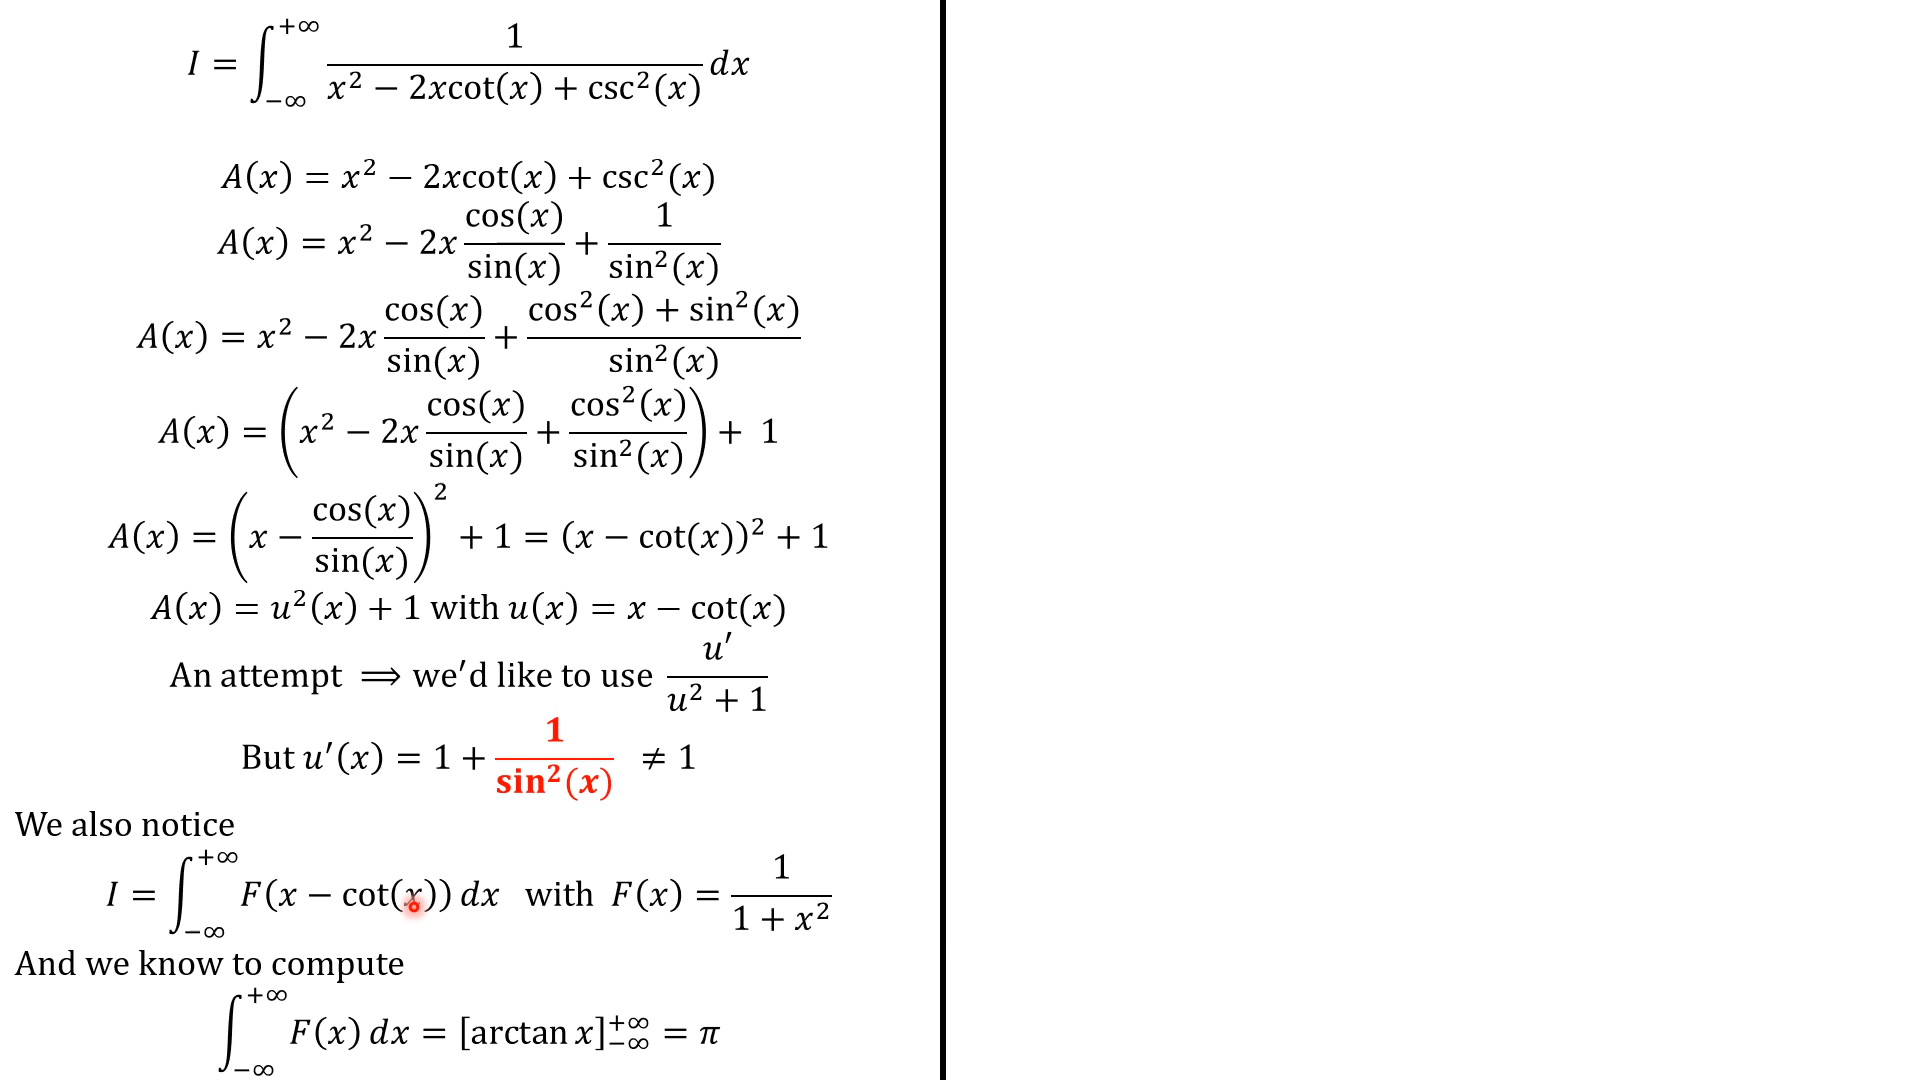 I = ∫_{−∞}^{+∞} 1/(x² − 2xcot(x) + csc²(x)) dx
A(x) = x² − 2xcot(x) + csc²(x)
A(x) = x² − 2x cos(x)/sin(x) + 1/sin²(x)
A(x) = x² − 2x cos(x)/sin(x) + (cos²(x) + sin²(x))/sin²(x)
A(x) = (x² − 2x cos(x)/sin(x) + cos²(x)/sin²(x)) + 1
A(x) = (x − cos(x)/sin(x))² + 1 = (x − cot(x))² + 1
A(x) = u²(x) + 1 with u(x) = x − cot(x)
An attempt ⟹ we′d like to use u′/(u² + 1)
But u′(x) = 1 + 1/sin²(x) ≠ 1
We also notice
I = ∫_{−∞}^{+∞} F(x − cot(x)) dx with F(x) = 1/(1 + x²)
And we know to compute
∫_{−∞}^{+∞} F(x) dx = [arctan x]_{−∞}^{+∞} = π